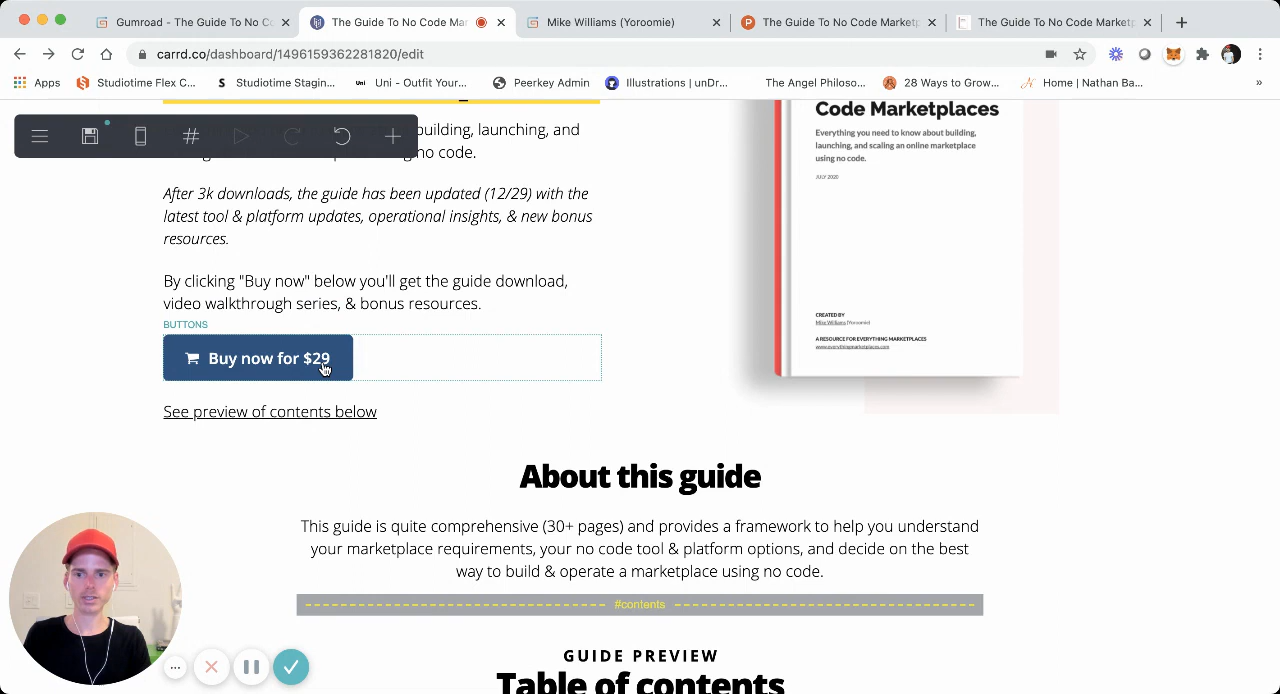 Gumroad - The Guide To No Code
The Guide To No Code Mar
Mike Williams (Yoroomie)
The Guide To No Code Marketp
The Guide To No Code Market
carrd.co/dashboard/1496159362281820/edit
Apps
Studiotime Flex C...
S
Studiotime Stagin...
Uni
Uni - Outfit Your...
Peerkey Admin
Illustrations | unDr...
The Angel Philoso...
28 Ways to Grow...
Home | Nathan Ba...
»
building, launching, and
no code.
After 3k downloads, the guide has been updated (12/29) with the
latest tool & platform updates, operational insights, & new bonus
resources.
By clicking "Buy now" below you'll get the guide download,
video walkthrough series, & bonus resources.
BUTTONS
Buy now for $29
See preview of contents below
Code Marketplaces
Everything you need to know about building,
launching, and scaling an online marketplace
using no code.
JULY 2020
CREATED BY
Mike Williams (Yoroomie)
A RESOURCE FOR EVERYTHING MARKETPLACES
www.everythingmarketplaces.com
About this guide
This guide is quite comprehensive (30+ pages) and provides a framework to help you understand
your marketplace requirements, your no code tool & platform options, and decide on the best
way to build & operate a marketplace using no code.
#contents
GUIDE PREVIEW
Table of contents